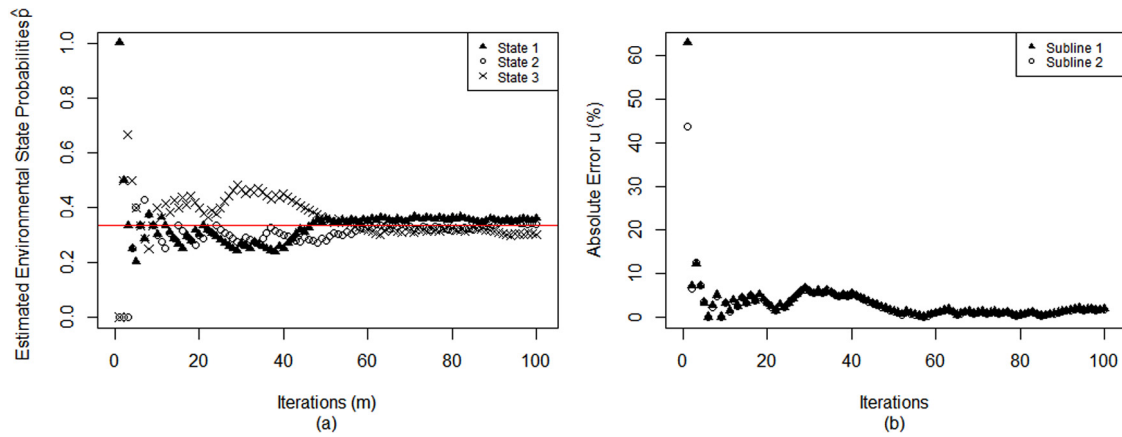 Estimated Environmental State Probabilities p̂
1.0
0.8
0.6
0.4
0.2
0.0
State 1
State 2
State 3
0 20 40 60 80 100
Iterations (m)
(a)
Absolute Error u (%)
60
50
40
30
20
10
0
Subline 1
Subline 2
0 20 40 60 80 100
Iterations
(b)